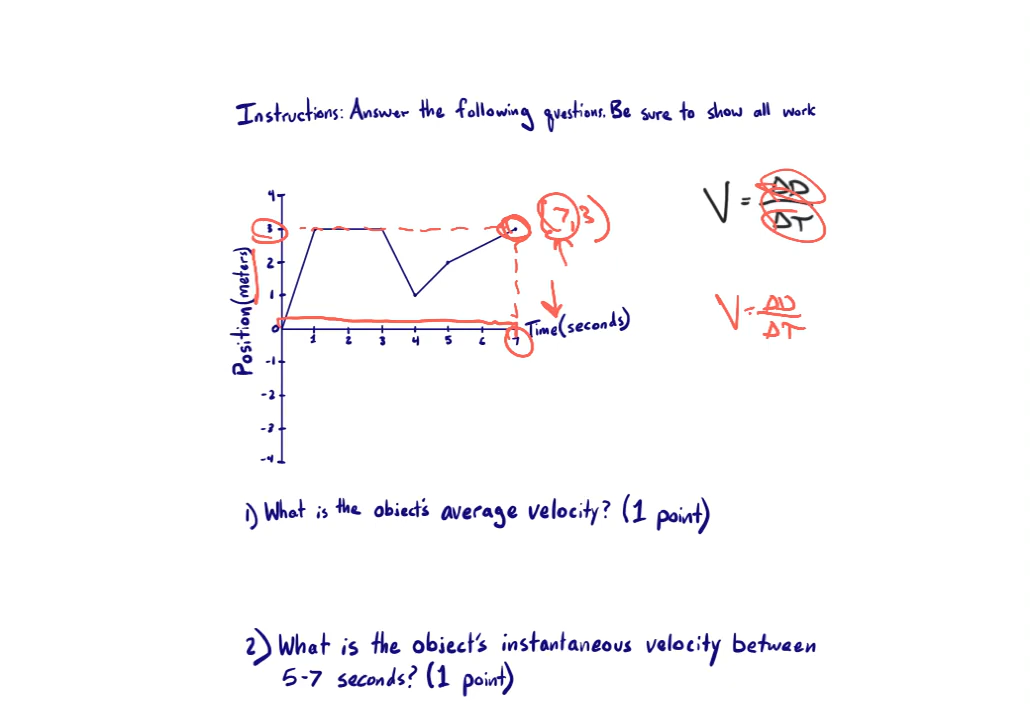 Instructions: Answer the following questions. Be sure to show all work
4
3
2
1
0
-1
-2
-3
-4
Position (meters)
1 2 3 4 5 6 7
Time (seconds)
(7,3)
V = ΔD
ΔT
V = ΔD
ΔT
1) What is the object's average velocity? (1 point)
2) What is the object's instantaneous velocity between
5-7 seconds? (1 point)